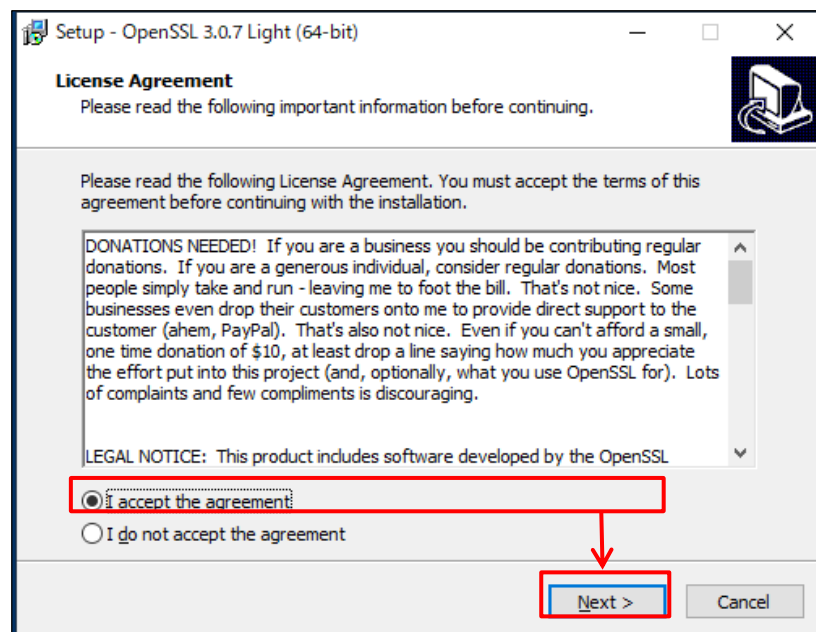 Setup - OpenSSL 3.0.7 Light (64-bit)
License Agreement
Please read the following important information before continuing.
Please read the following License Agreement. You must accept the terms of this
agreement before continuing with the installation.
DONATIONS NEEDED!  If you are a business you should be contributing regular
donations.  If you are a generous individual, consider regular donations.  Most
people simply take and run - leaving me to foot the bill.  That's not nice.  Some
businesses even drop their customers onto me to provide direct support to the
customer (ahem, PayPal).  That's also not nice.  Even if you can't afford a small,
one time donation of $10, at least drop a line saying how much you appreciate
the effort put into this project (and, optionally, what you use OpenSSL for).  Lots
of complaints and few compliments is discouraging.
LEGAL NOTICE:  This product includes software developed by the OpenSSL
I accept the agreement
I do not accept the agreement
Next >
Cancel